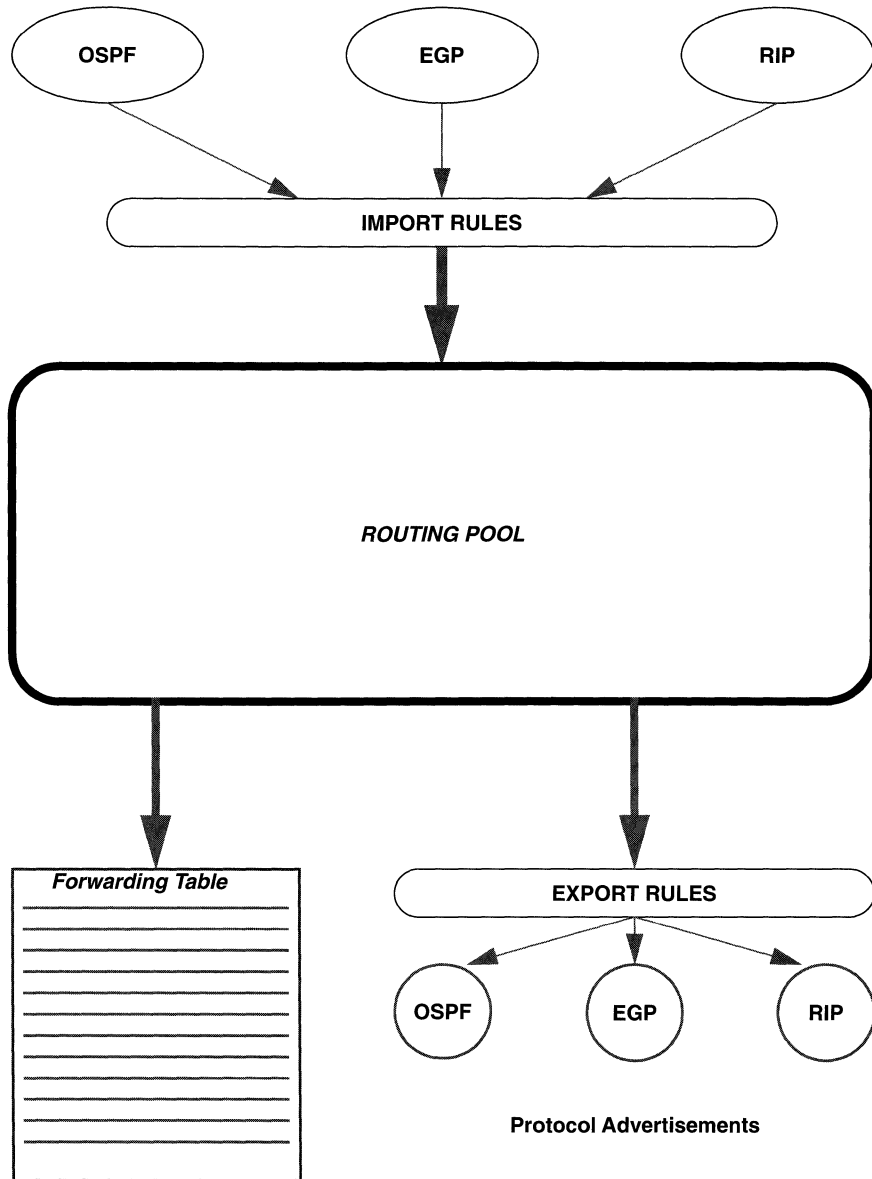 OSPF EGP RIP
IMPORT RULES
ROUTING POOL
Forwarding Table
EXPORT RULES
OSPF EGP RIP
Protocol Advertisements